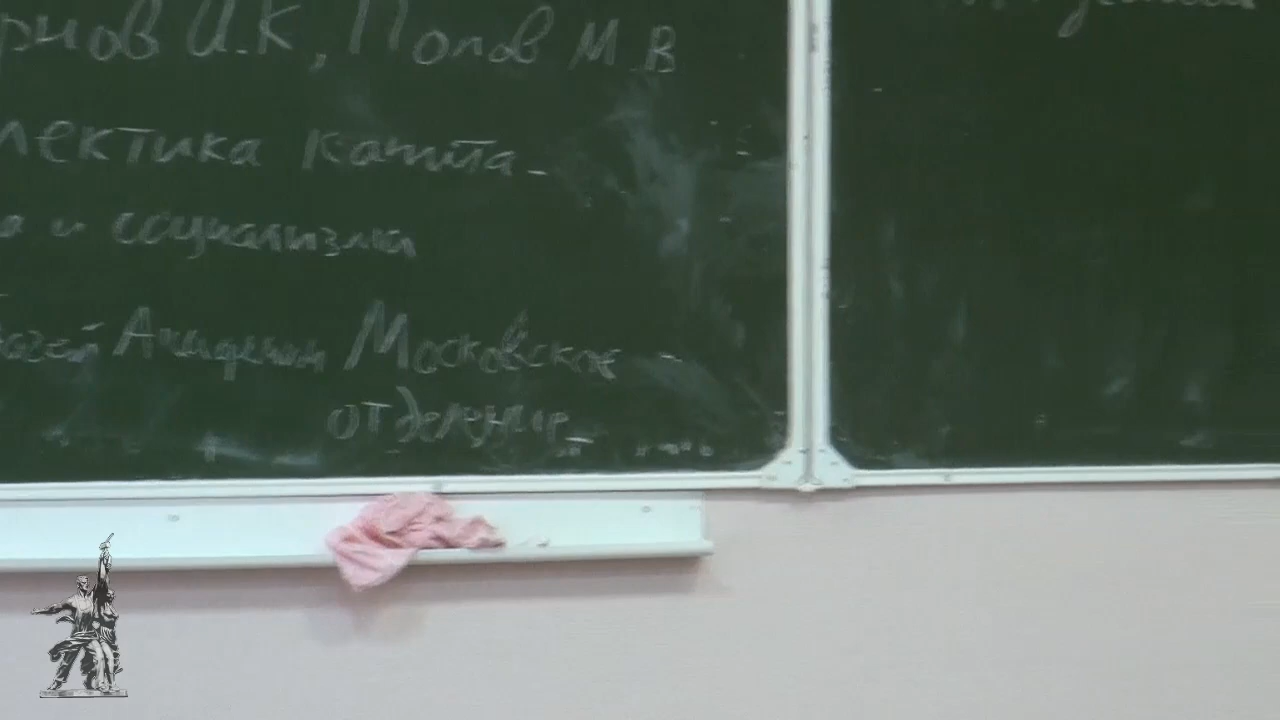 рнов И.К, Попов М В
лектика капита-
а и социализма
Академии Московское
отделение